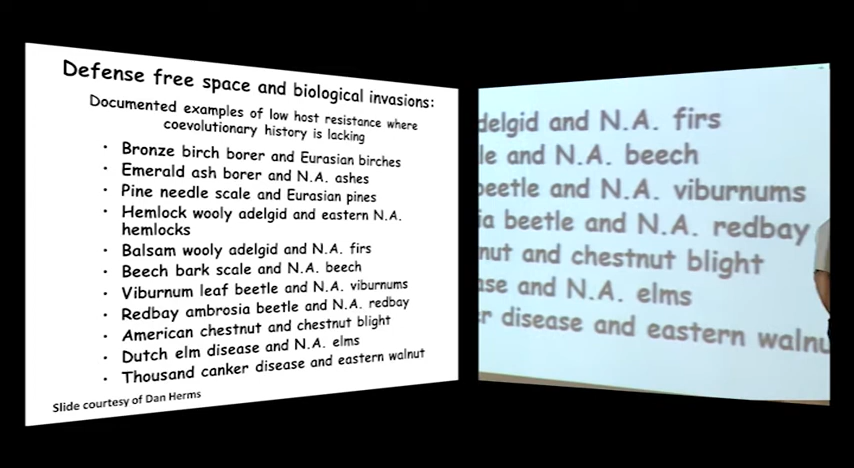 Defense free space and biological invasions:
Documented examples of low host resistance where
coevolutionary history is lacking
• Bronze birch borer and Eurasian birches
• Emerald ash borer and N.A. ashes
• Pine needle scale and Eurasian pines
• Hemlock wooly adelgid and eastern N.A.
hemlocks
• Balsam wooly adelgid and N.A. firs
• Beech bark scale and N.A. beech
• Viburnum leaf beetle and N.A. viburnums
• Redbay ambrosia beetle and N.A. redbay
• American chestnut and chestnut blight
• Dutch elm disease and N.A. elms
• Thousand canker disease and eastern walnut
Slide courtesy of Dan Herms
delgid and N.A. firs
le and N.A. beech
beetle and N.A. viburnums
ia beetle and N.A. redbay
nut and chestnut blight
ase and N.A. elms
r disease and eastern walnu